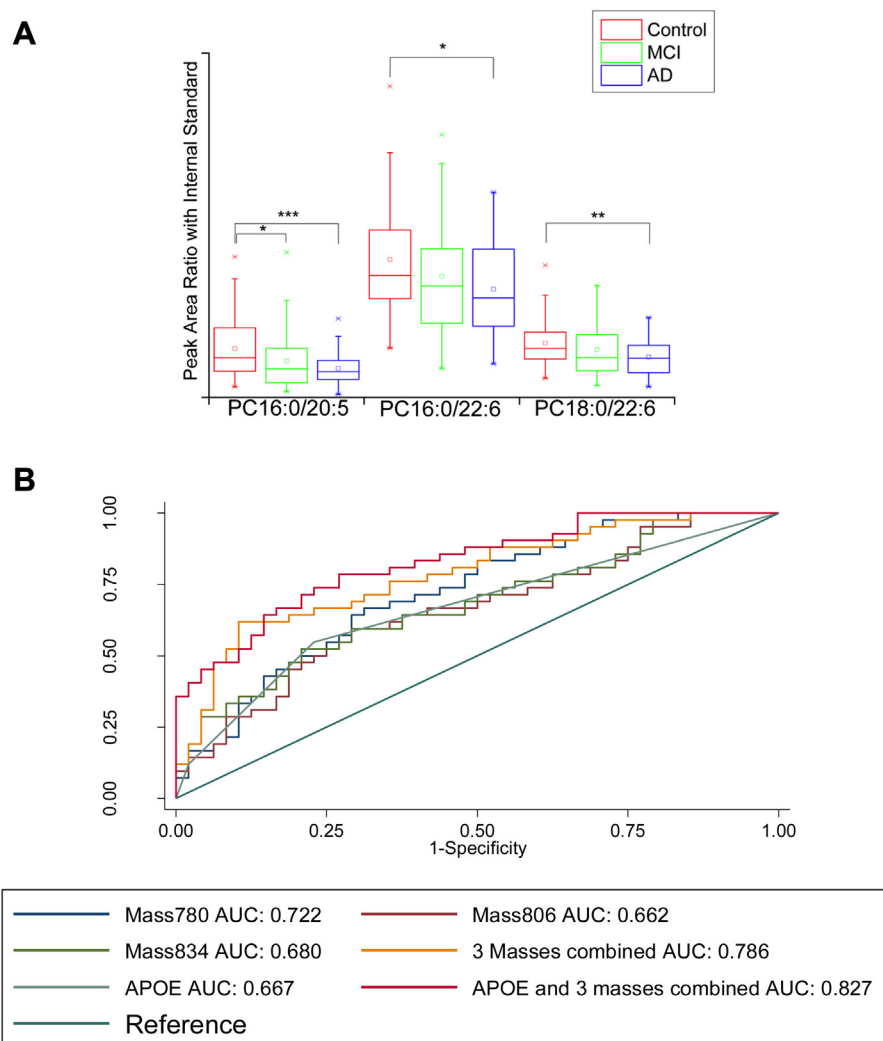 A
Control
MCI
AD
Peak Area Ratio with Internal Standard
*
***
*
**
PC16:0/20:5
PC16:0/22:6
PC18:0/22:6
B
1.00
0.75
0.50
0.25
0.00
0.00 0.25 0.50 0.75 1.00
1-Specificity
Mass780 AUC: 0.722 Mass806 AUC: 0.662
Mass834 AUC: 0.680 3 Masses combined AUC: 0.786
APOE AUC: 0.667 APOE and 3 masses combined AUC: 0.827
Reference